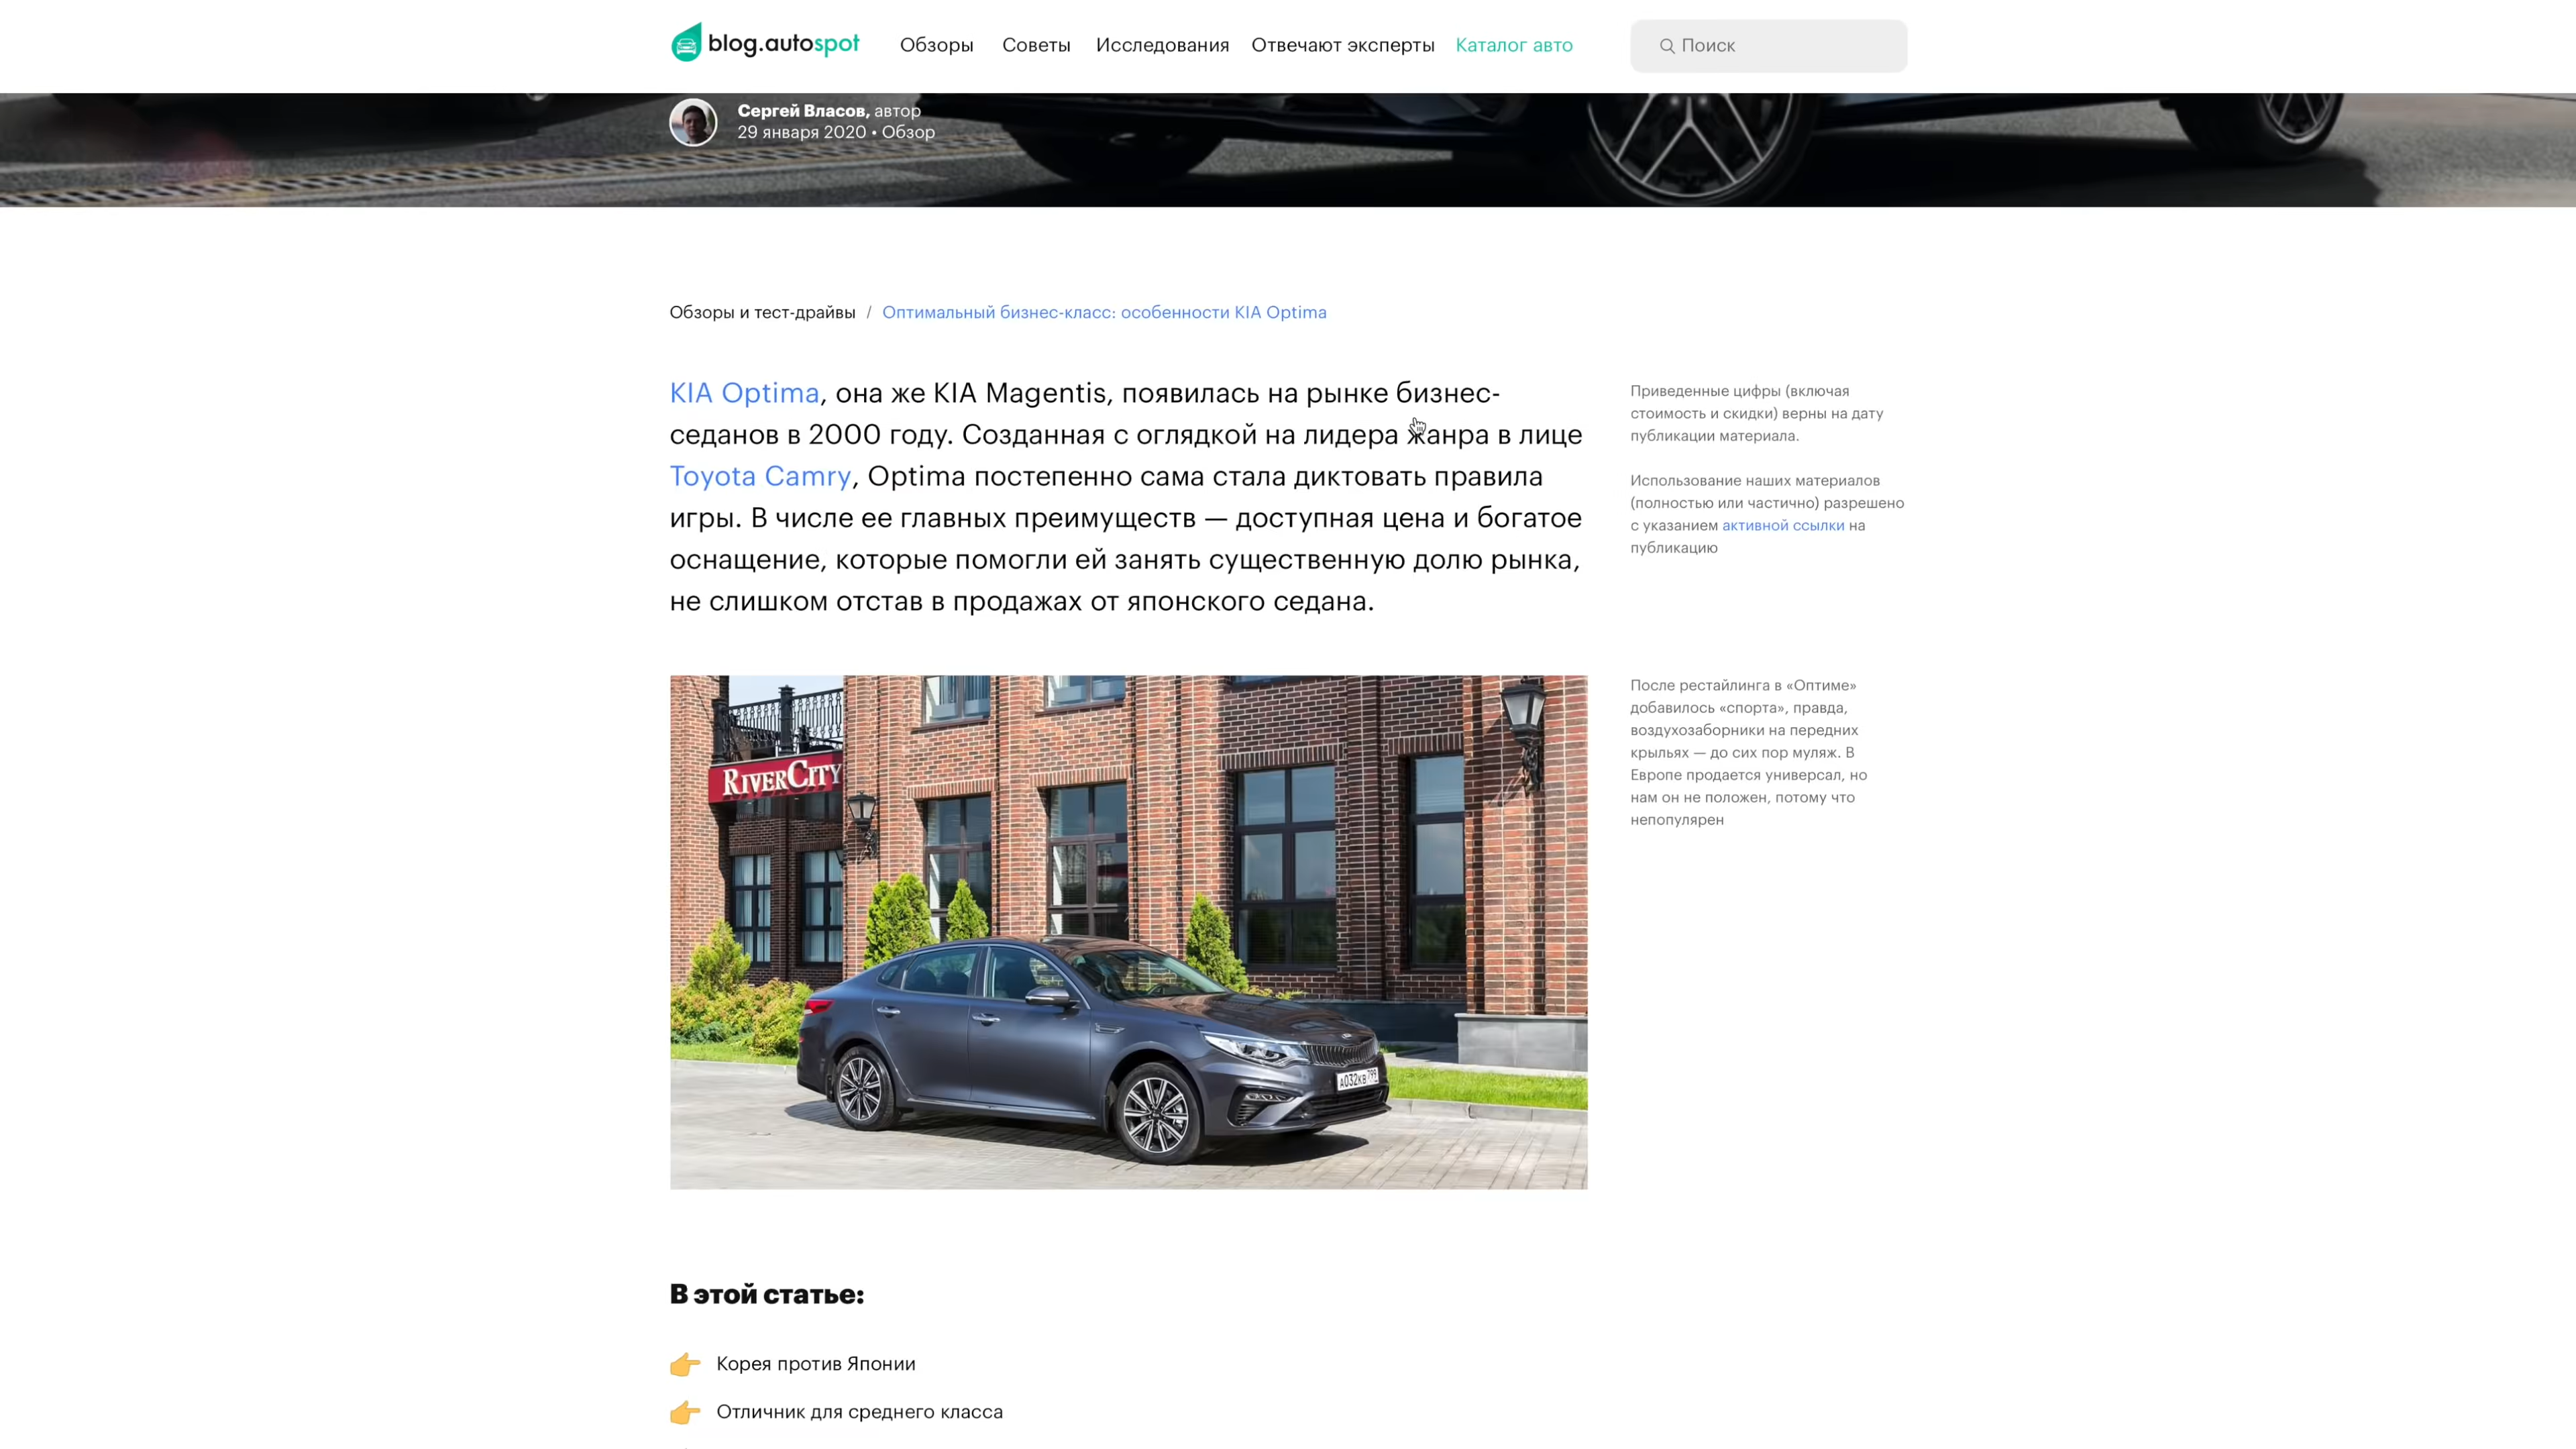 blog.autospot
Обзоры
Советы
Исследования
Отвечают эксперты
Каталог авто
Поиск
Сергей Власов, автор
29 января 2020 • Обзор
Обзоры и тест-драйвы / Оптимальный бизнес-класс: особенности KIA Optima
KIA Optima, она же KIA Magentis, появилась на рынке бизнес-
седанов в 2000 году. Созданная с оглядкой на лидера жанра в лице
Toyota Camry, Optima постепенно сама стала диктовать правила
игры. В числе ее главных преимуществ — доступная цена и богатое
оснащение, которые помогли ей занять существенную долю рынка,
не слишком отстав в продажах от японского седана.
Приведенные цифры (включая
стоимость и скидки) верны на дату
публикации материала.
Использование наших материалов
(полностью или частично) разрешено
с указанием активной ссылки на
публикацию
RIVERCITY
А032КВ 799
После рестайлинга в «Оптиме»
добавилось «спорта», правда,
воздухозаборники на передних
крыльях — до сих пор муляж. В
Европе продается универсал, но
нам он не положен, потому что
непопулярен
В этой статье:
Корея против Японии
Отличник для среднего класса